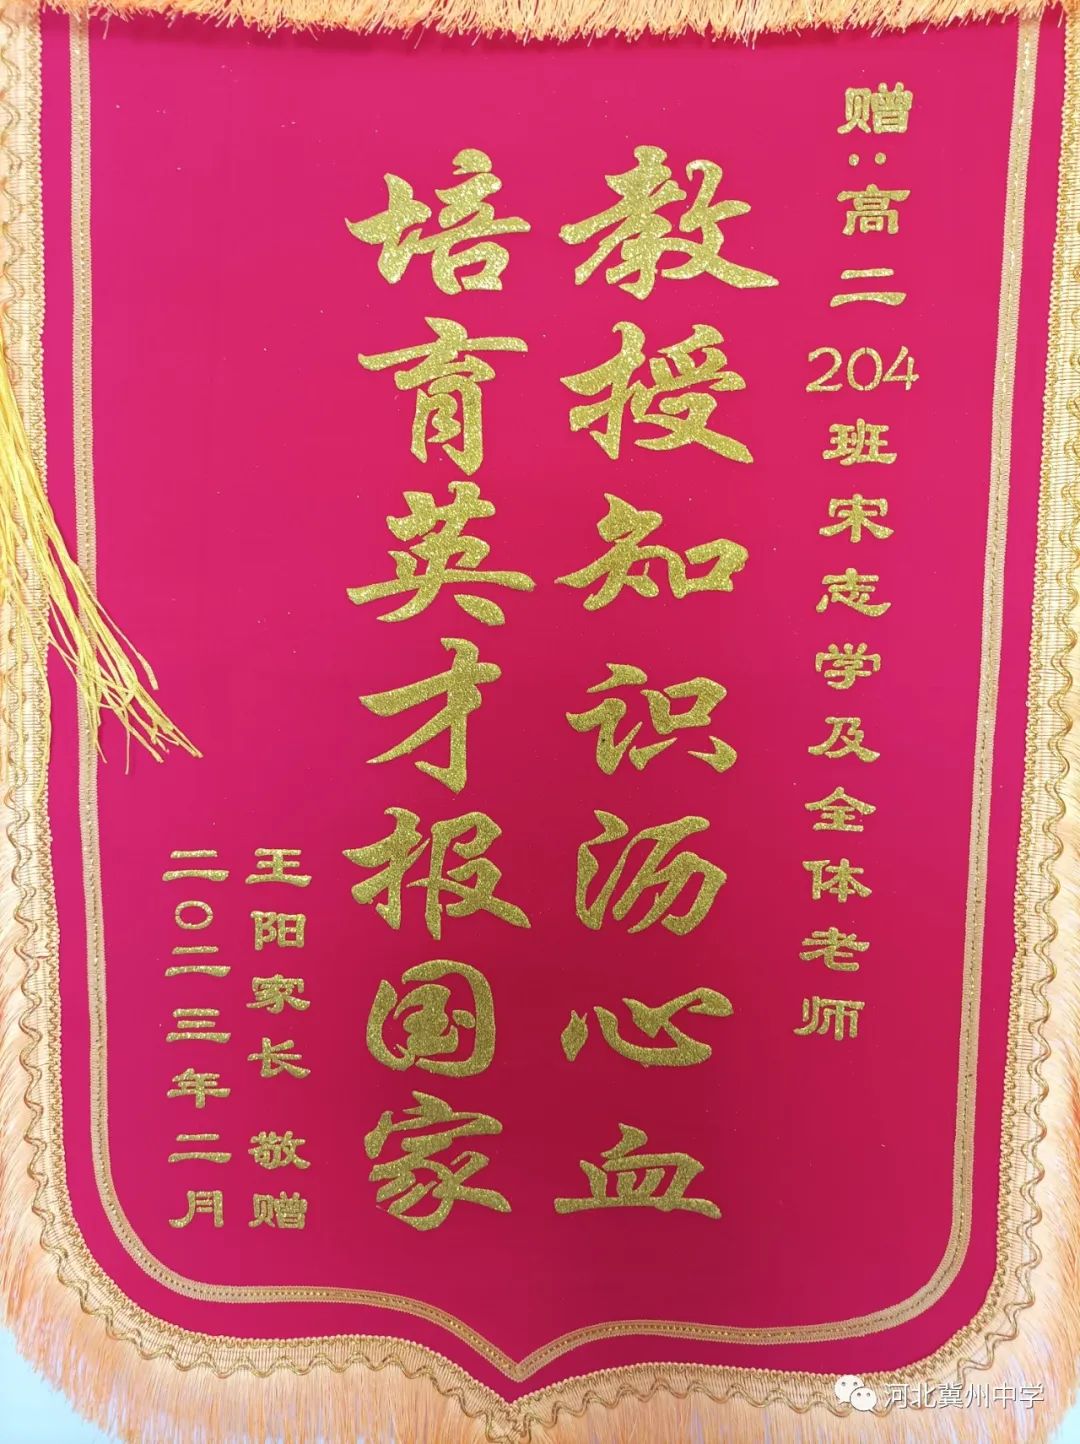 赠:高二204班宋志学及全体老师
教授知识沥心血
培育英才报国家
王阳家长 敬赠
二〇二三年二月
河北冀州中学